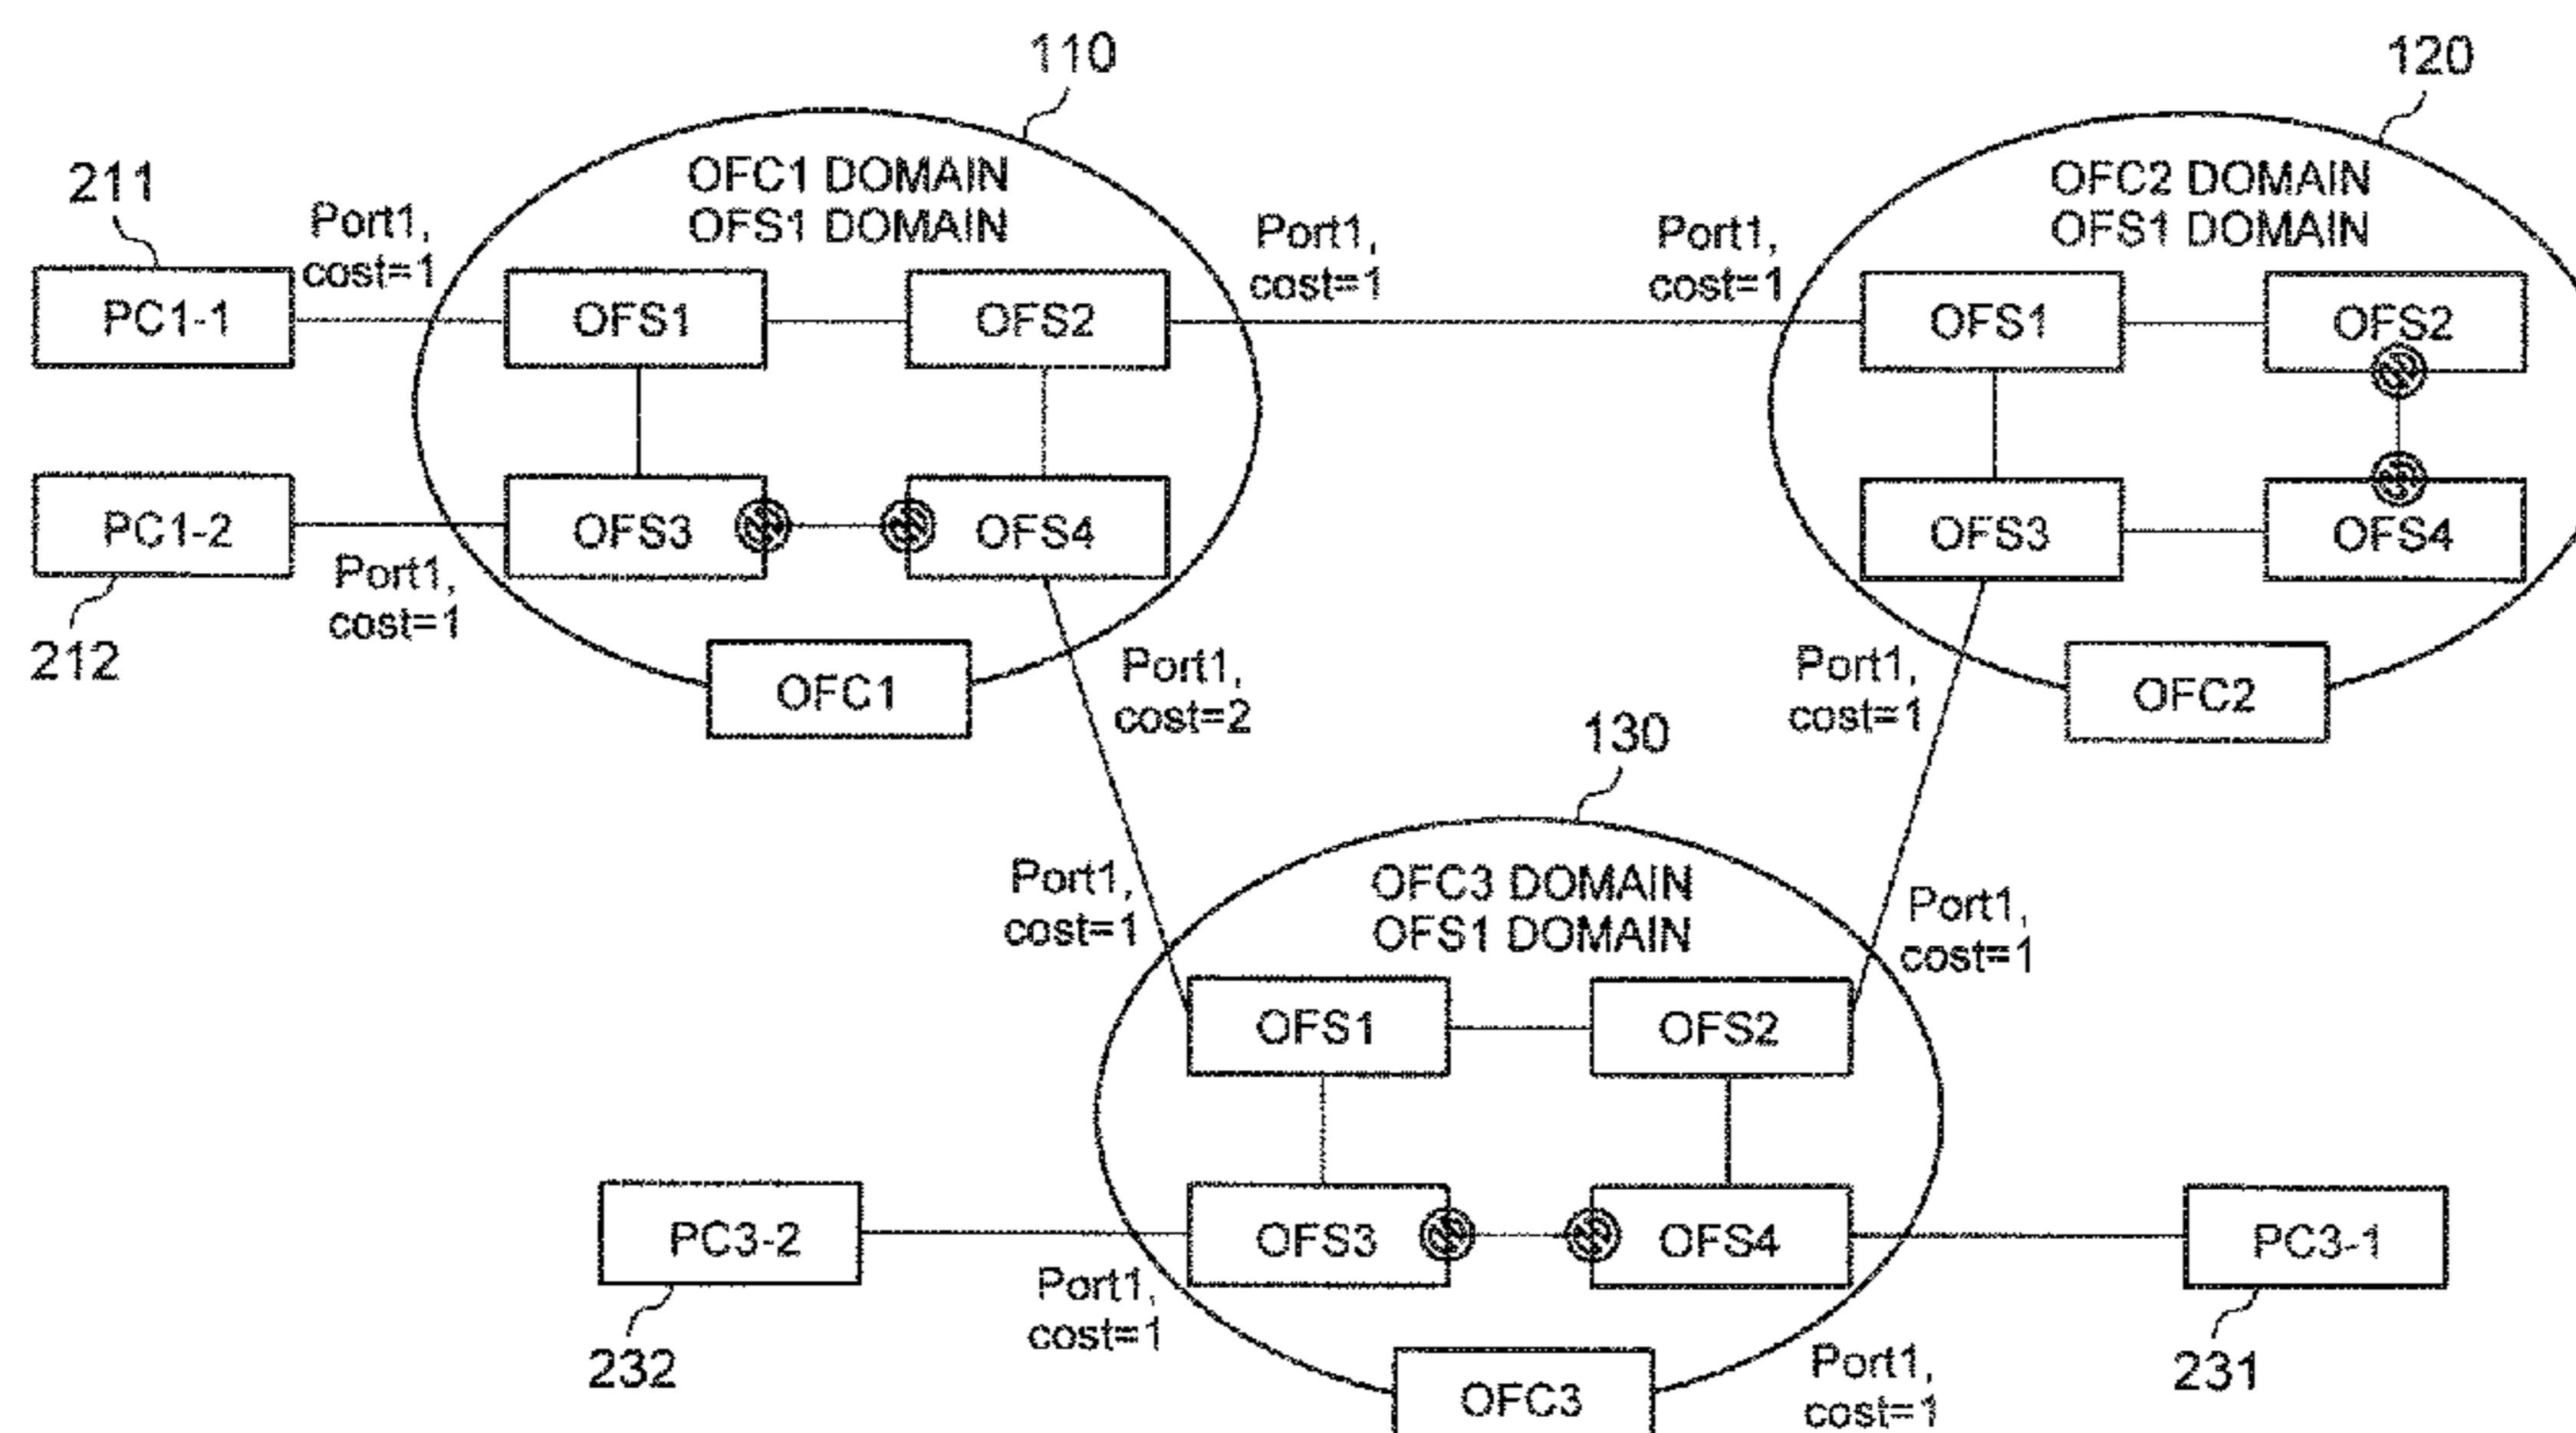 110
120
OFC1 DOMAIN
OFS1 DOMAIN
OFC2 DOMAIN
OFS1 DOMAIN
211
Port1,
cost=1
Port1,
cost=1
Port1,
cost=1
PC1-1
OFS1
OFS2
OFS1
OFS2
PC1-2
OFS3
OFS4
OFS3
OFS4
Port1,
cost=1
212
OFC1
Port1,
cost=2
Port1,
cost=1
OFC2
130
Port1,
cost=1
OFC3 DOMAIN
OFS1 DOMAIN
Port1,
cost=1
OFS1
OFS2
PC3-2
OFS3
OFS4
PC3-1
Port1,
cost=1
232
OFC3
Port1,
cost=1
231